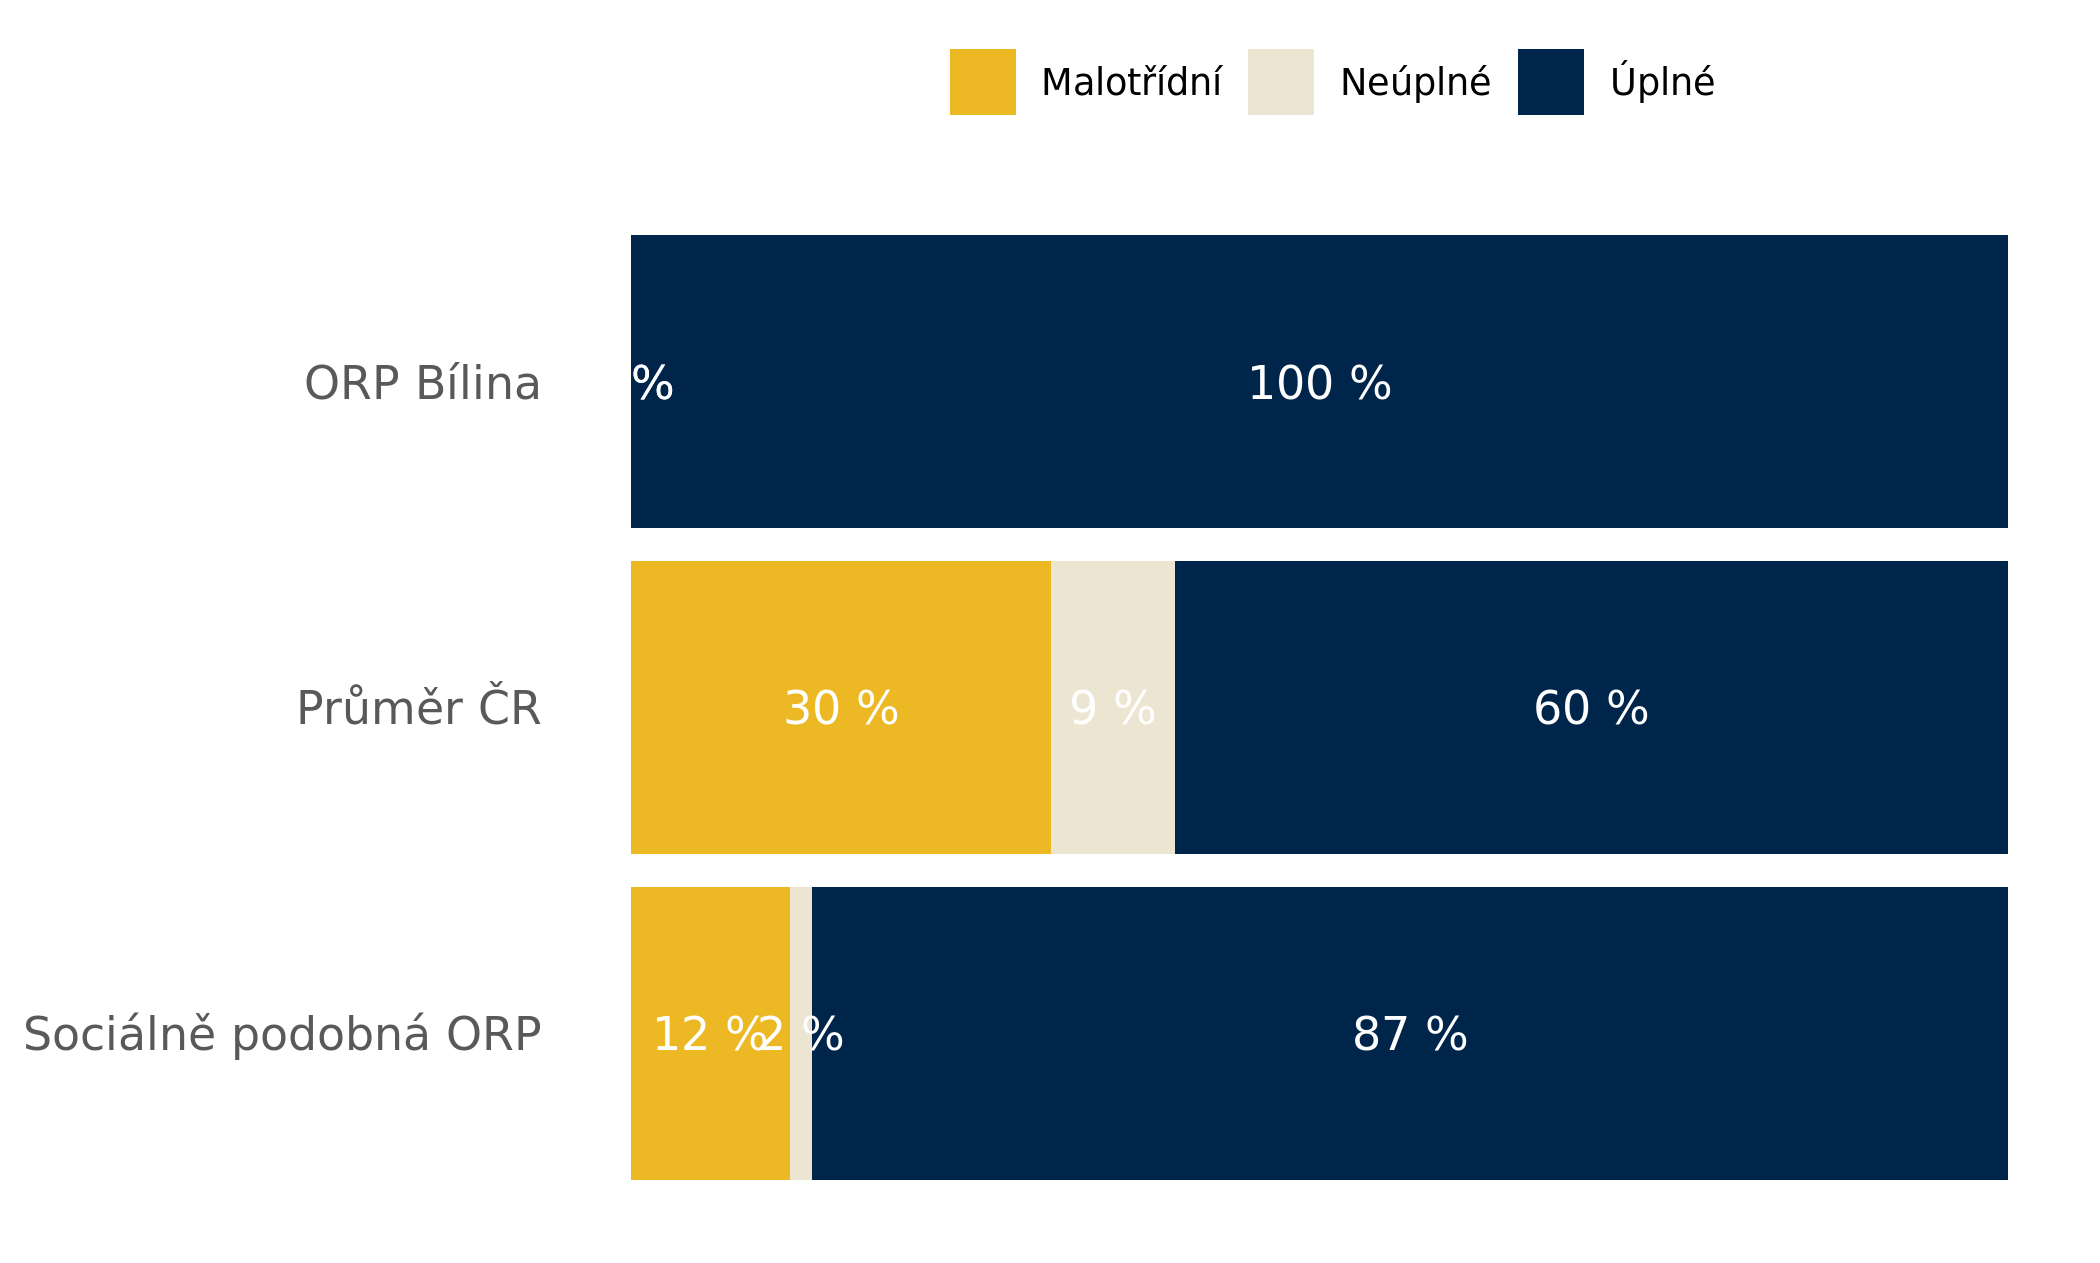 Malotřídní Neúplné Úplné
ORP Bílina % 100 %
Průměr ČR 30 % 9 % 60 %
Sociálně podobná ORP 12 % 2 % 87 %